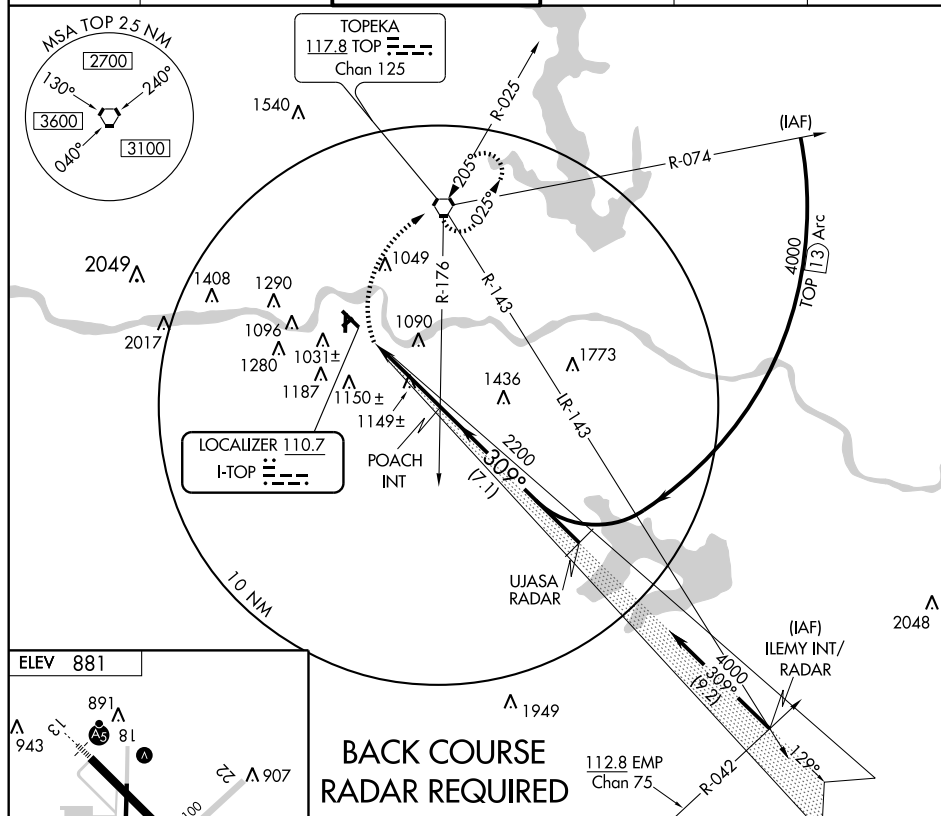 MSA TOP 25 NM
2700
130°
240°
3600
3100
040°
TOPEKA
117.8 TOP
Chan 125
1540
R-025
(IAF)
R-074
205°
025°
4000
TOP 13 Arc
2049
1408
1290
1049
R-176
R-143
2017
1096
1280
1031±
1187
1090
1150±
1149±
1773
1436
LR-143
LOCALIZER 110.7
I-TOP
POACH
INT
2200
309°
(7.1)
10 NM
UJASA
RADAR
2048
(IAF)
ILEMY INT/
RADAR
4000
309°
(9.2)
129°
1949
112.8 EMP
Chan 75
R-042
BACK COURSE
RADAR REQUIRED
ELEV 881
891
943
13
A5
18
V
22
907
100